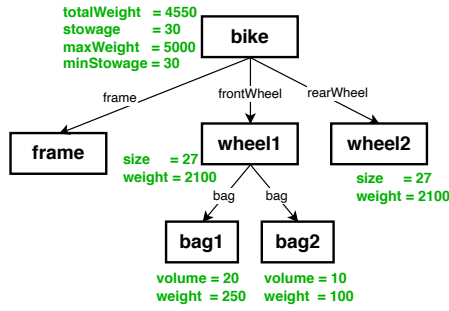 totalWeight = 4550
stowage = 30
maxWeight = 5000
minStowage = 30
bike
frame
frontWheel
rearWheel
frame
wheel1
wheel2
size = 27
weight = 2100
size = 27
weight = 2100
bag
bag
bag1
bag2
volume = 20
weight = 250
volume = 10
weight = 100